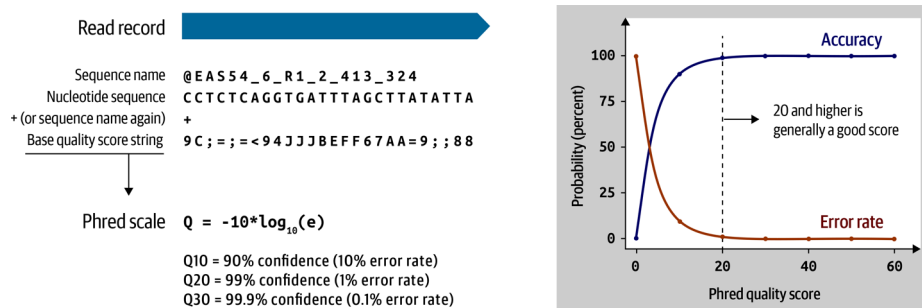 Read record
Sequence name @EAS54_6_R1_2_413_324
Nucleotide sequence CCTCTCAGGTGATTTAGCTTATATTA
+ (or sequence name again) +
Base quality score string 9C;=;=<94JJJBEFF67AA=9;;88
Phred scale Q = -10*log10(e)
Q10 = 90% confidence (10% error rate)
Q20 = 99% confidence (1% error rate)
Q30 = 99.9% confidence (0.1% error rate)
Probability (percent)
100
75
50
25
0
Accuracy
20 and higher is
generally a good score
Error rate
0 20 40 60
Phred quality score